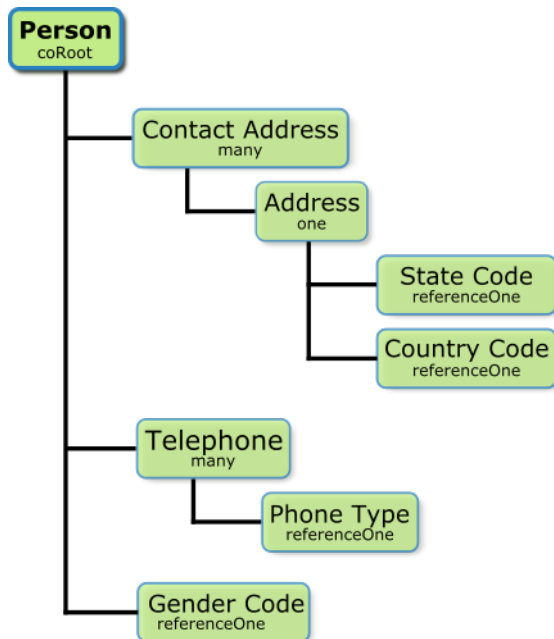 Person
coRoot
Contact Address
many
Address
one
State Code
referenceOne
Country Code
referenceOne
Telephone
many
Phone Type
referenceOne
Gender Code
referenceOne